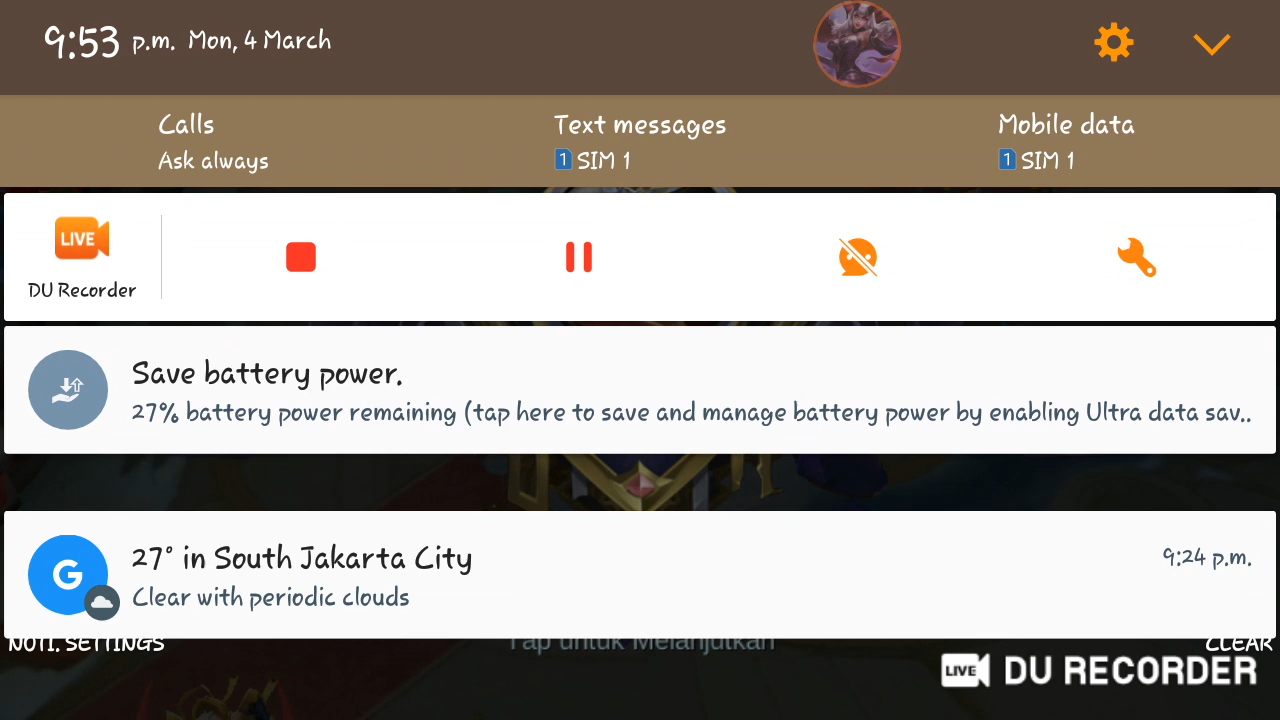 9:53 p.m. Mon, 4 March
Calls
Ask always
Text messages
1 SIM 1
Mobile data
1 SIM 1
LIVE
DU Recorder
Save battery power.
27% battery power remaining (tap here to save and manage battery power by enabling Ultra data sav..
G
27° in South Jakarta City
9:24 p.m.
Clear with periodic clouds
NOTI. SETTINGS
Tap untuk Melanjutkan
CLEAR
LIVE DU RECORDER